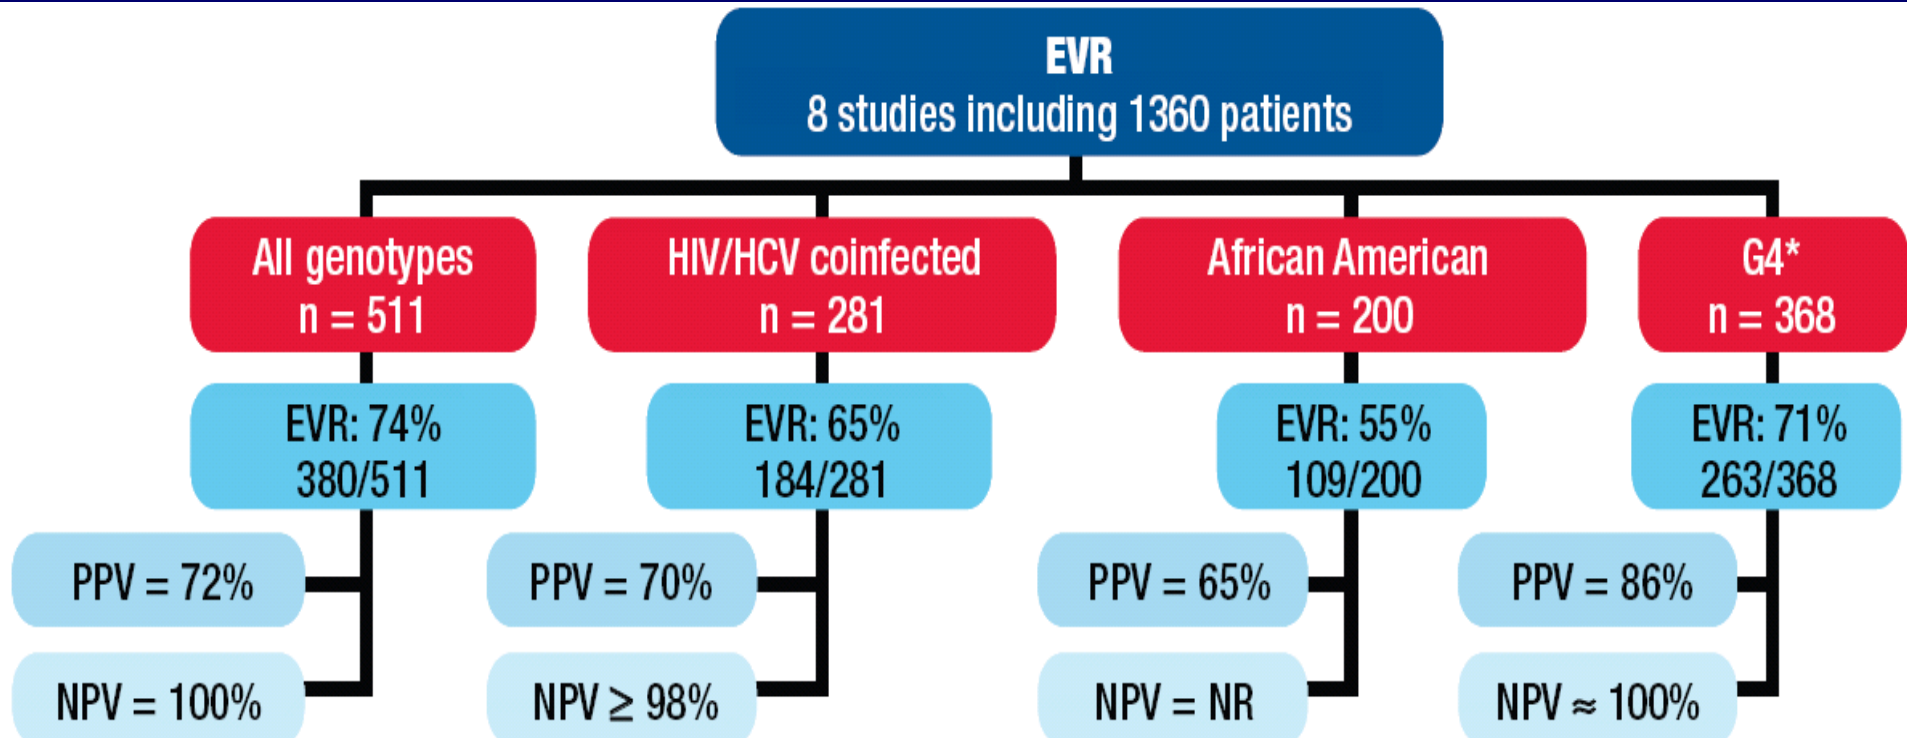 EVR
8 studies including 1360 patients
All genotypes
n = 511
HIV/HCV coinfected
n = 281
African American
n = 200
G4*
n = 368
EVR: 74%
380/511
EVR: 65%
184/281
EVR: 55%
109/200
EVR: 71%
263/368
PPV = 72%
PPV = 70%
PPV = 65%
PPV = 86%
NPV = 100%
NPV ≥ 98%
NPV = NR
NPV ≈ 100%